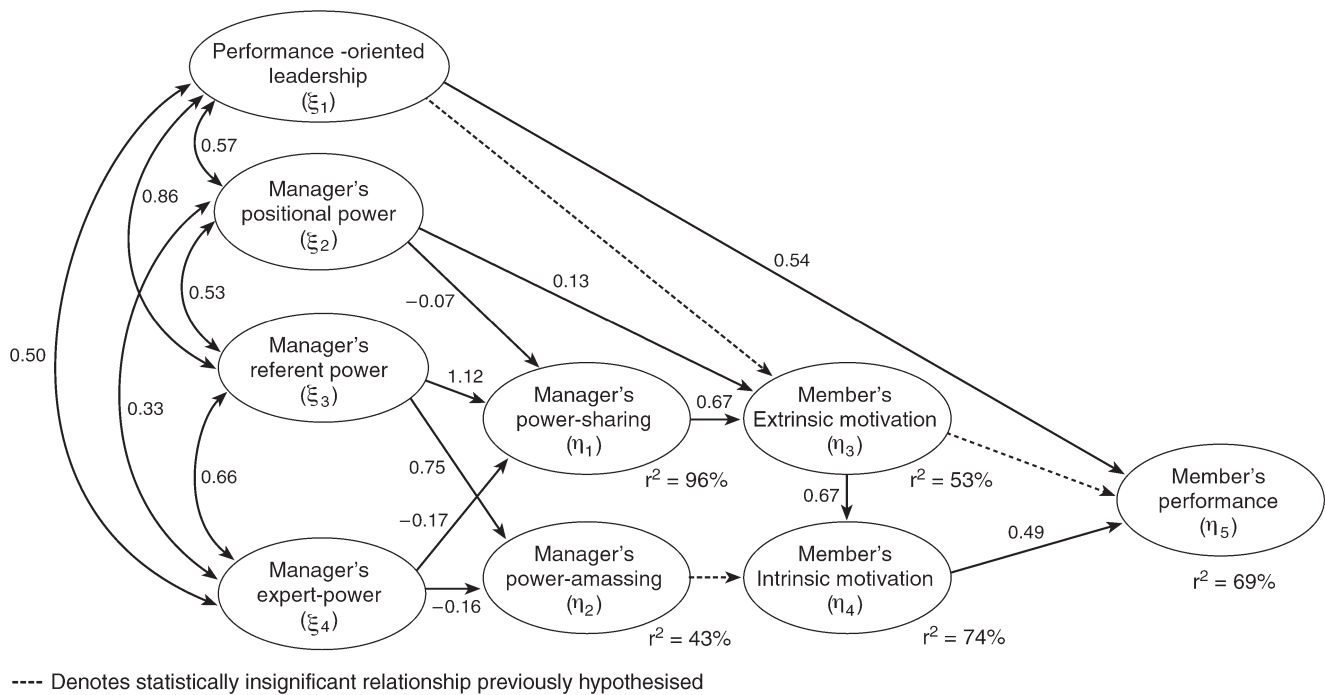 Performance -oriented
leadership
(ξ1)
0.57
Manager's
positional power
(ξ2)
0.86
0.54
0.13
−0.07
0.53
Manager's
referent power
(ξ3)
0.50
1.12
Manager's
power-sharing
(η1)
0.67
Member's
Extrinsic motivation
(η3)
0.33
0.75
r2 = 96%
r2 = 53%
0.66
0.67
Member's
performance
(η5)
−0.17
0.49
Manager's
expert-power
(ξ4)
−0.16
Manager's
power-amassing
(η2)
Member's
Intrinsic motivation
(η4)
r2 = 69%
r2 = 43%
r2 = 74%
Denotes statistically insignificant relationship previously hypothesised